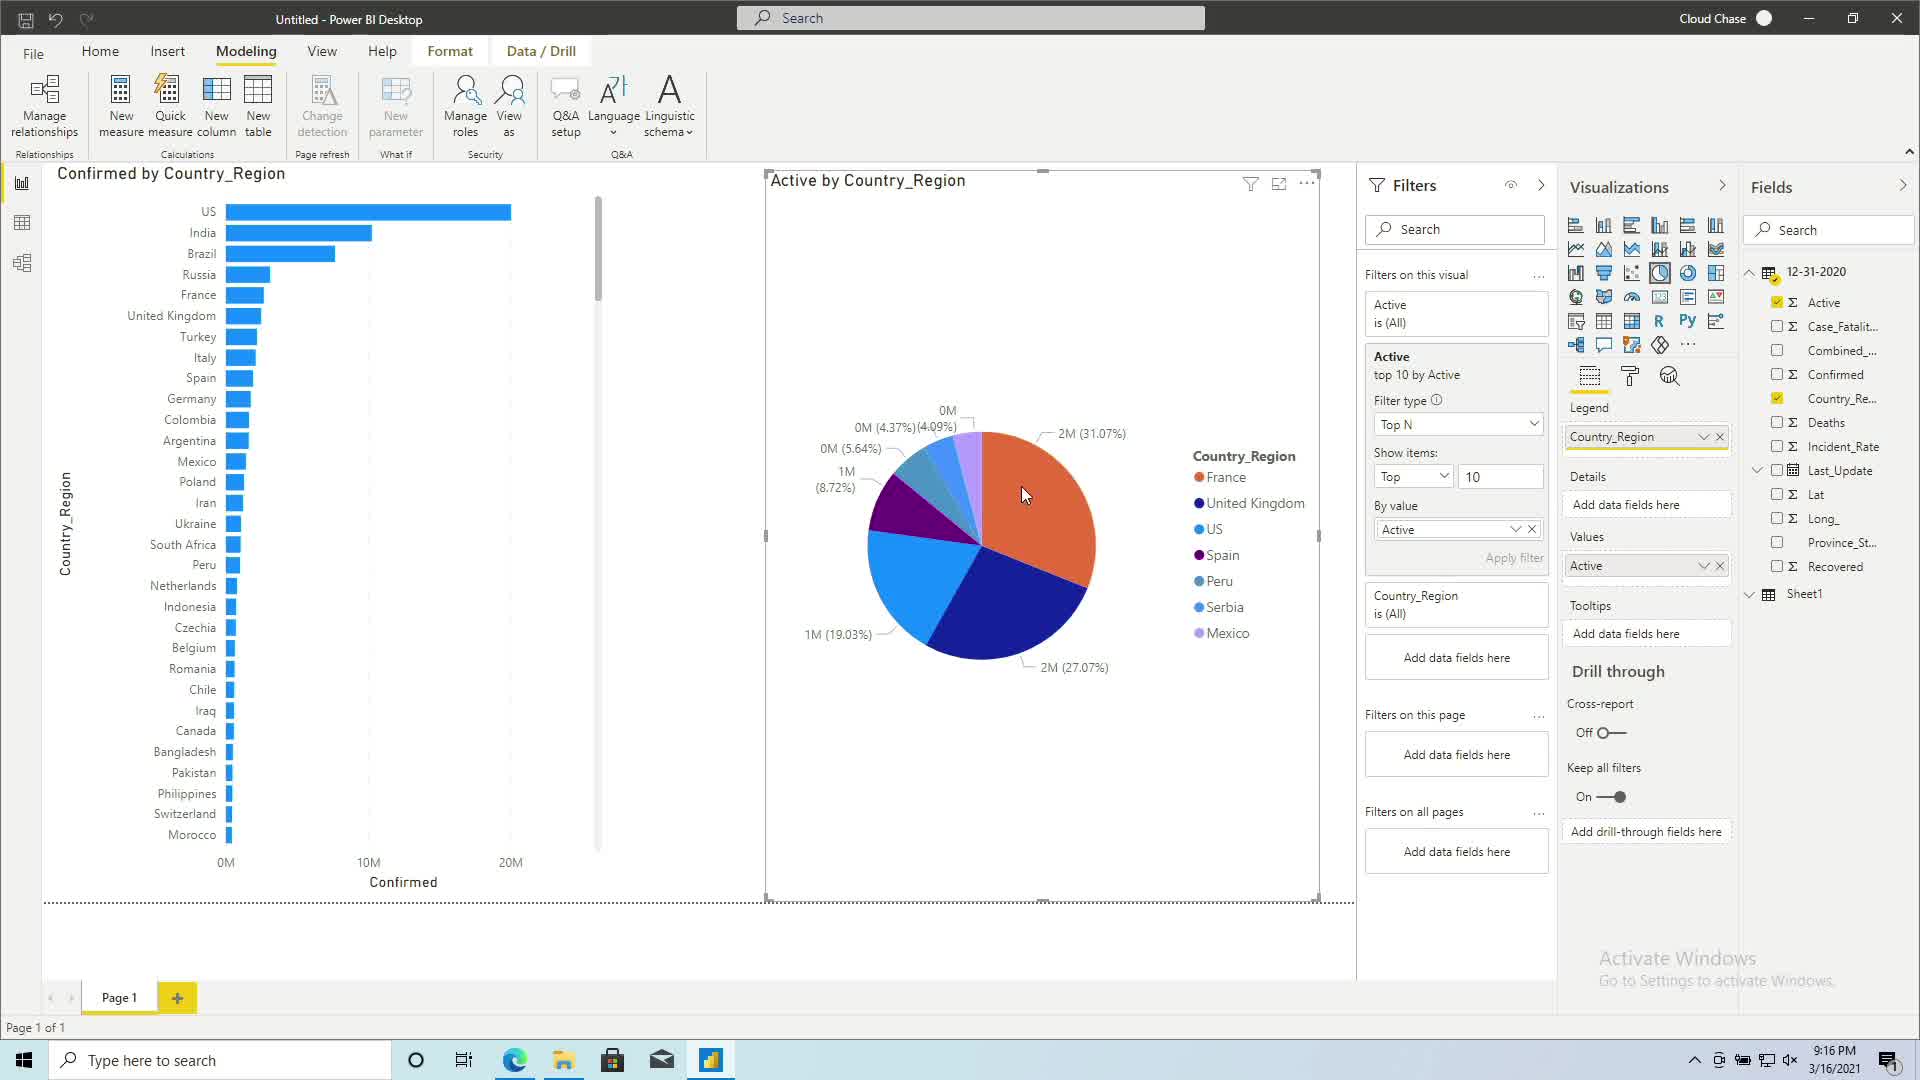 Untitled - Power BI Desktop
Search
Cloud Chase
File
Home
Insert
Modeling
View
Help
Format
Data / Drill
Manage
relationships
New
measure
Quick
measure
New
column
New
table
Change
detection
New
parameter
Manage
roles
View
as
Q&A
setup
Language
Linguistic
schema
Relationships
Calculations
Page refresh
What if
Security
Q&A
Confirmed by Country_Region
US
India
Brazil
Russia
France
United Kingdom
Turkey
Italy
Spain
Germany
Colombia
Argentina
Mexico
Poland
Iran
Ukraine
South Africa
Peru
Netherlands
Indonesia
Czechia
Belgium
Romania
Chile
Iraq
Canada
Bangladesh
Pakistan
Philippines
Switzerland
Morocco
Country_Region
0M
10M
20M
Confirmed
Active by Country_Region
0M
0M (4.37%)
(4.09%)
0M (5.64%)
1M
(8.72%)
2M (31.07%)
1M (19.03%)
2M (27.07%)
Country_Region
France
United Kingdom
US
Spain
Peru
Serbia
Mexico
Filters
Search
Filters on this visual
...
Active
is (All)
Active
top 10 by Active
Filter type
Top N
Show items:
Top
10
By value
Active
Apply filter
Country_Region
is (All)
Add data fields here
Filters on this page
...
Add data fields here
Filters on all pages
...
Add data fields here
Visualizations
R
Py
...
Legend
Country_Region
Details
Add data fields here
Values
Active
Tooltips
Add data fields here
Drill through
Cross-report
Off
Keep all filters
On
Add drill-through fields here
Fields
Search
12-31-2020
Active
Case_Fatalit...
Combined_...
Confirmed
Country_Re...
Deaths
Incident_Rate
Last_Update
Lat
Long_
Province_St...
Recovered
Sheet1
Activate Windows
Go to Settings to activate Windows.
Page 1
Page 1 of 1
Type here to search
9:16 PM
3/16/2021
1